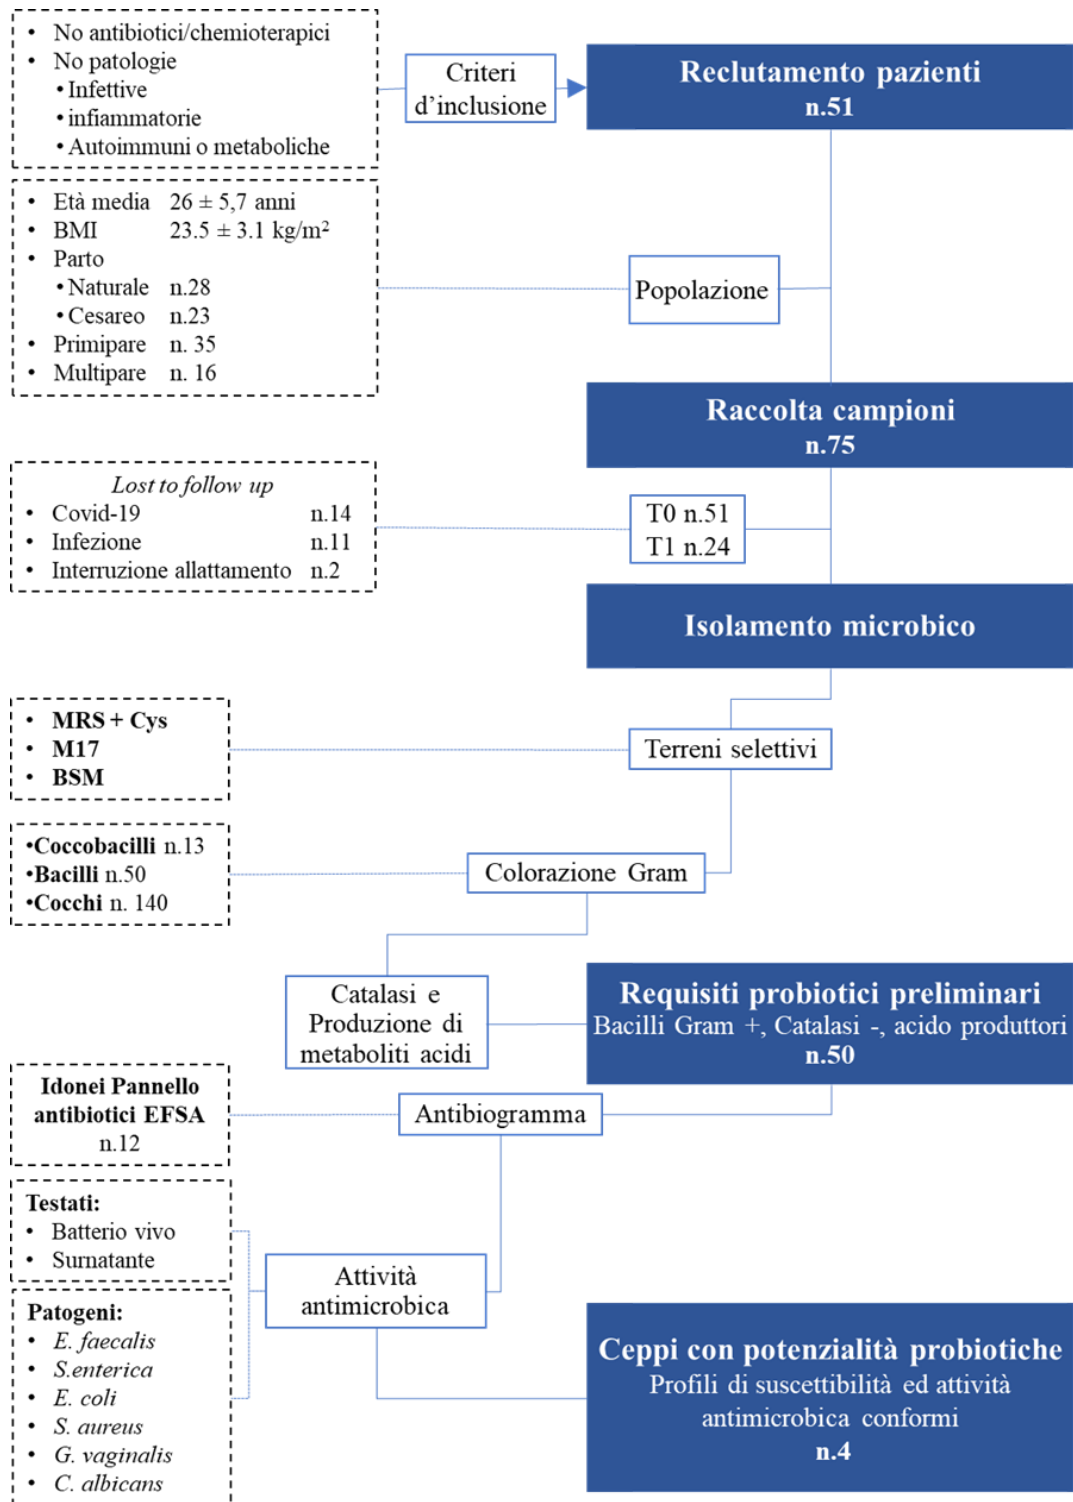 • No antibiotici/chemioterapici
• No patologie
• Infettive
• infiammatorie
• Autoimmuni o metaboliche
Criteri
d’inclusione
Reclutamento pazienti
n.51
• Età media 26 ± 5,7 anni
• BMI 23.5 ± 3.1 kg/m²
• Parto
• Naturale n.28
• Cesareo n.23
• Primipare n. 35
• Multipare n. 16
Popolazione
Raccolta campioni
n.75
Lost to follow up
• Covid-19 n.14
• Infezione n.11
• Interruzione allattamento n.2
T0 n.51
T1 n.24
Isolamento microbico
• MRS + Cys
• M17
• BSM
Terreni selettivi
•Coccobacilli n.13
•Bacilli n.50
•Cocchi n. 140
Colorazione Gram
Catalasi e
Produzione di
metaboliti acidi
Requisiti probiotici preliminari
Bacilli Gram +, Catalasi -, acido produttori
n.50
Idonei Pannello
antibiotici EFSA
n.12
Antibiogramma
Testati:
• Batterio vivo
• Surnatante
Attività
antimicrobica
Patogeni:
• E. faecalis
• S.enterica
• E. coli
• S. aureus
• G. vaginalis
• C. albicans
Ceppi con potenzialità probiotiche
Profili di suscettibilità ed attività
antimicrobica conformi
n.4